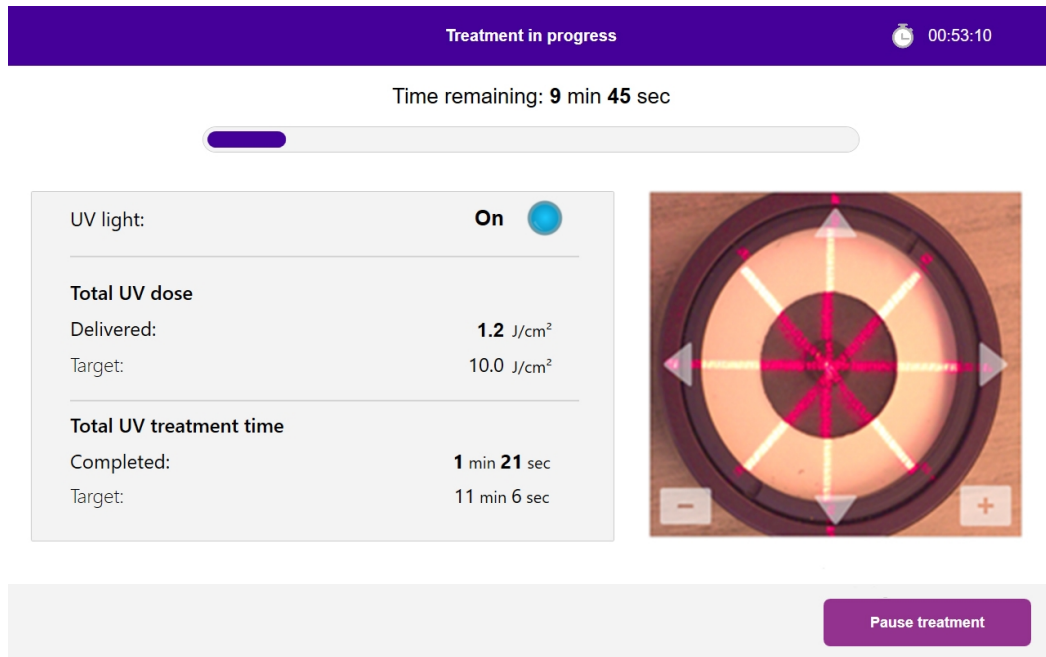 Treatment in progress
00:53:10
Time remaining: 9 min 45 sec
UV light: On
Total UV dose
Delivered: 1.2 J/cm²
Target: 10.0 J/cm²
Total UV treatment time
Completed: 1 min 21 sec
Target: 11 min 6 sec
− +
Pause treatment